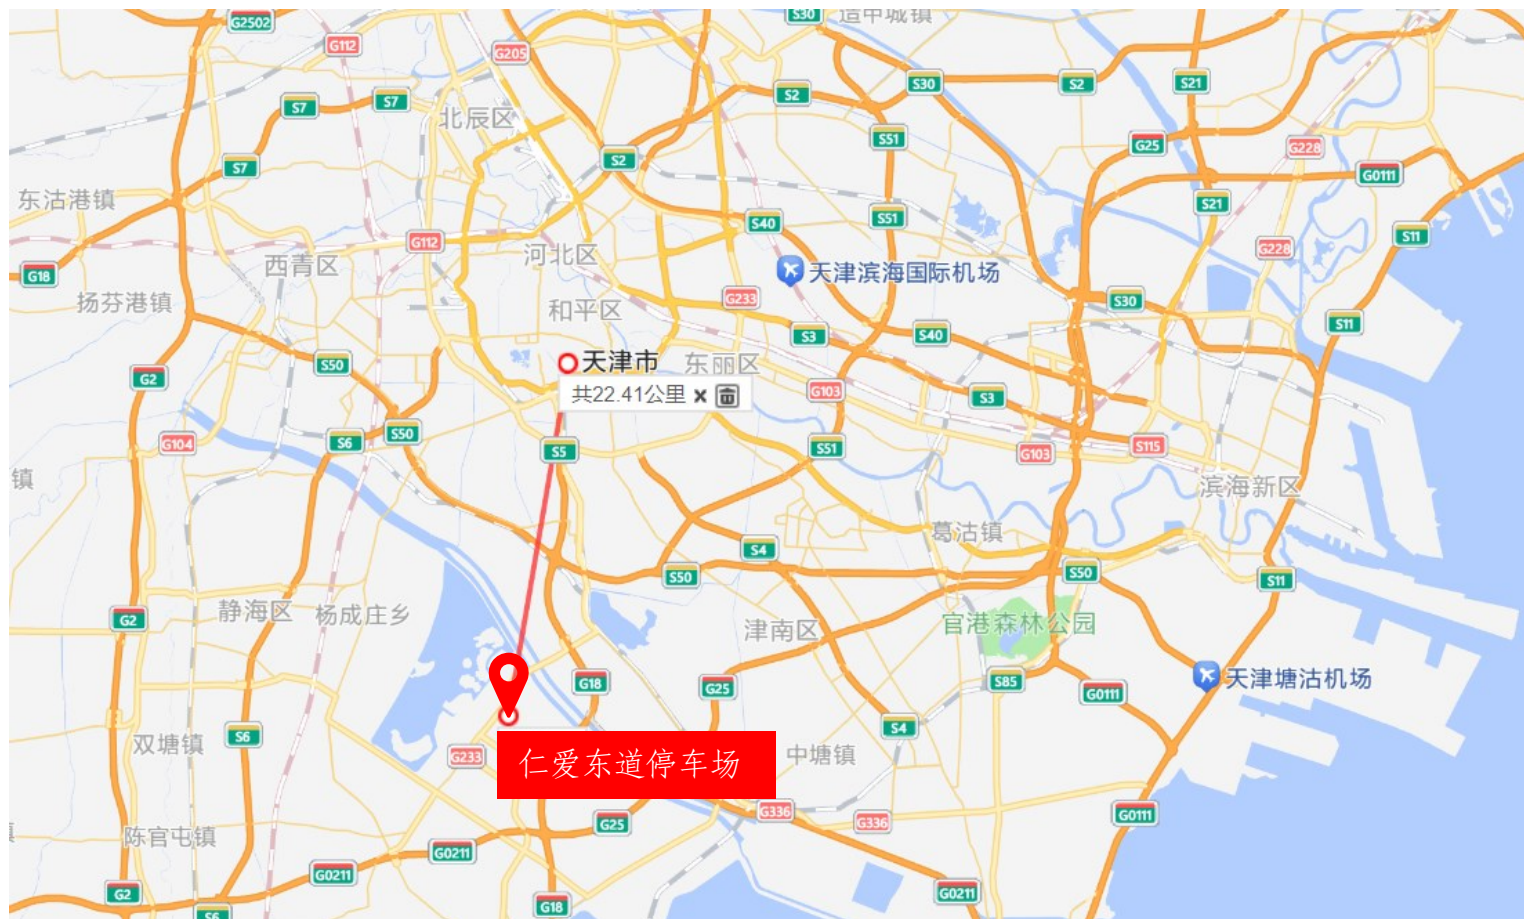 G2502
S30
造甲城镇
G112
G205
S2
S30
S2
S21
S7
S7
北辰区
S51
G25
G228
S7
S2
G0111
东沽港镇
S40
S51
S21
G112
河北区
G228
S11
西青区
G18
天津滨海国际机场
扬芬港镇
和平区
G233
S30
S3
S40
S11
S50
天津市
东丽区
G2
共22.41公里
G103
S3
G104
S6
S50
S5
S51
G103
S115
镇
滨海新区
葛沽镇
S4
S50
S50
S11
静海区
杨成庄乡
G2
津南区
官港森林公园
G18
G25
S85
G0111
天津塘沽机场
双塘镇
S6
G233
仁爱东道停车场
中塘镇
S4
G336
G336
G0111
陈官屯镇
G25
G0211
G0211
G2
G18
G0211
S6